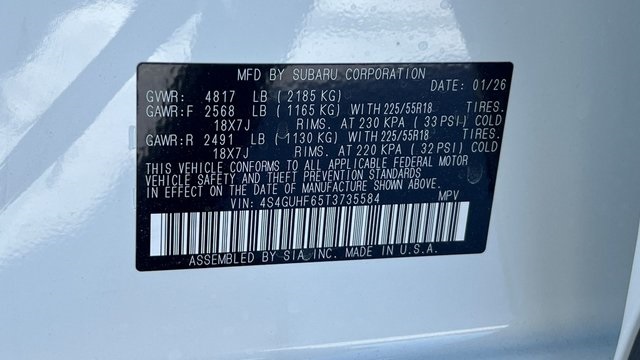 MFD BY SUBARU CORPORATION
DATE: 01/26
GVWR: 4817 LB (2185 KG)
GAWR:F 2568 LB (1165 KG) WITH 225/55R18 TIRES.
18X7J RIMS. AT 230 KPA (33 PSI) COLD
GAWR:R 2491 LB (1130 KG) WITH 225/55R18 TIRES.
18X7J RIMS. AT 220 KPA (32 PSI) COLD
THIS VEHICLE CONFORMS TO ALL APPLICABLE FEDERAL MOTOR
VEHICLE SAFETY AND THEFT PREVENTION STANDARDS
IN EFFECT ON THE DATE OF MANUFACTURE SHOWN ABOVE.
VIN: 4S4GUHF65T3735584 MPV
ASSEMBLED BY SIA,INC. MADE IN U.S.A.